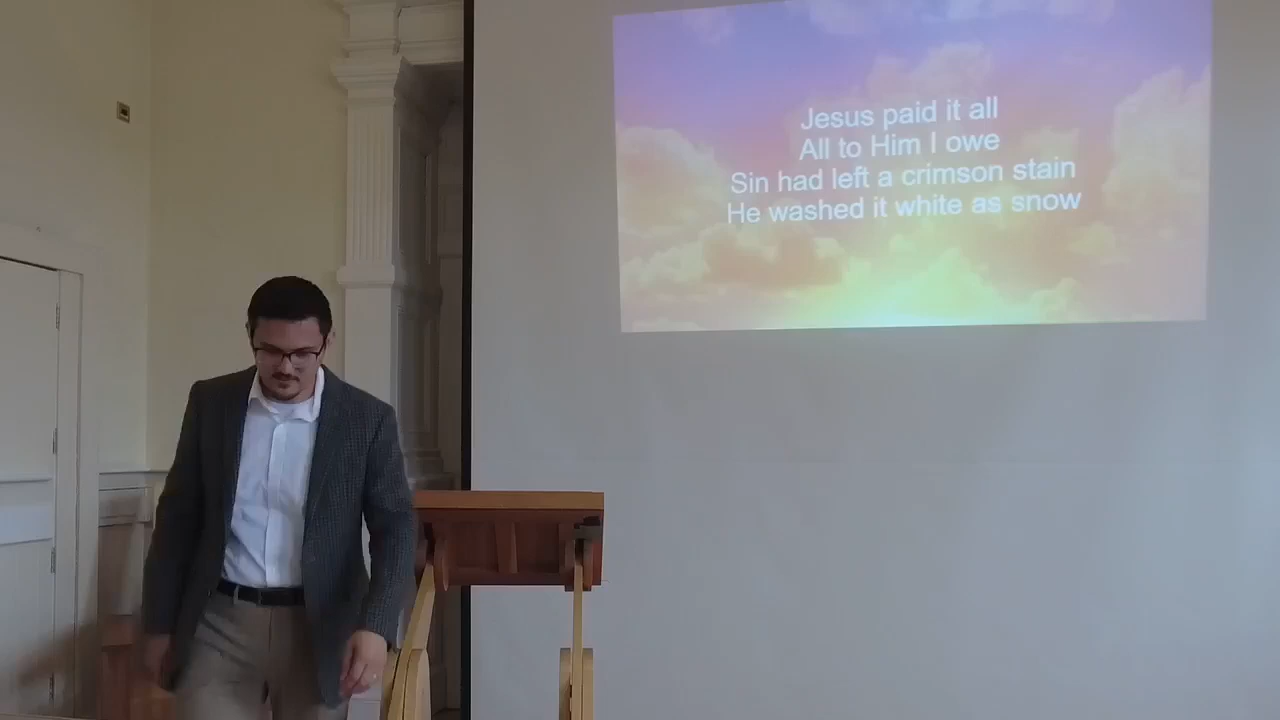 Jesus paid it all
All to Him I owe
Sin had left a crimson stain
He washed it white as snow